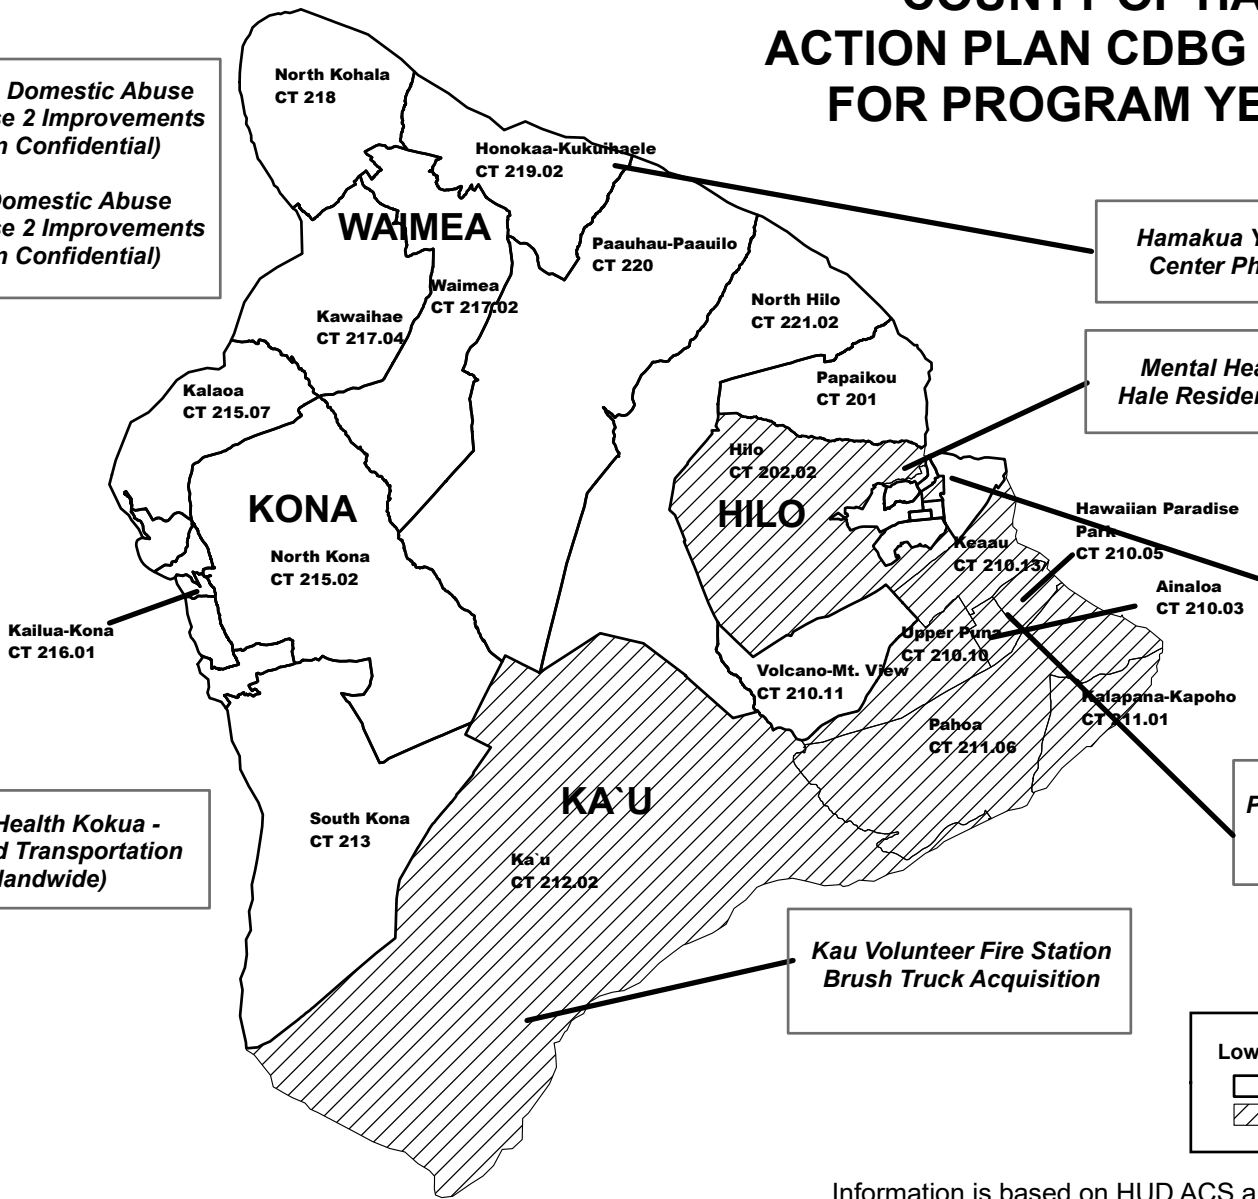 COUNTY OF HA
ACTION PLAN CDBG
FOR PROGRAM YE
Domestic Abuse
se 2 Improvements
n Confidential)
Domestic Abuse
se 2 Improvements
n Confidential)
North Kohala
CT 218
Honokaa-Kukuihaele
CT 219.02
WAIMEA
Paauhau-Paauilo
CT 220
Hamakua Y
Center Ph
Waimea
CT 217.02
North Hilo
CT 221.02
Kawaihae
CT 217.04
Mental Hea
Hale Residen
Papaikou
CT 201
Kalaoa
CT 215.07
Hilo
CT 202.02
HILO
KONA
North Kona
CT 215.02
Hawaiian Paradise
Park
CT 210.05
Keaau
CT 210.13
Ainaloa
CT 210.03
Kailua-Kona
CT 216.01
Upper Puna
CT 210.10
Volcano-Mt. View
CT 210.11
Kalapana-Kapoho
CT 211.01
Pahoa
CT 211.06
P
Health Kokua -
d Transportation
landwide)
KA`U
South Kona
CT 213
Ka`u
CT 212.02
Kau Volunteer Fire Station
Brush Truck Acquisition
Low
Information is based on HUD ACS a